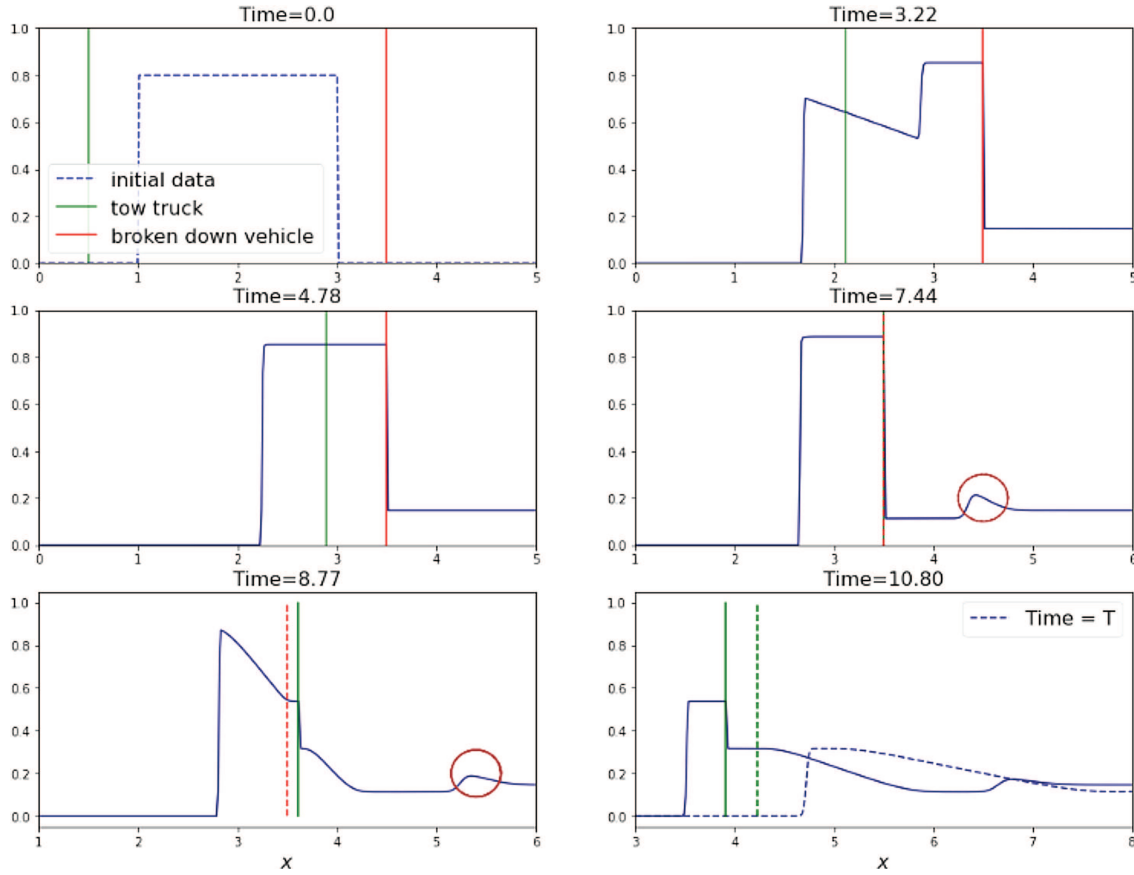 Time=0.0
1.0
0.8
0.6
0.4
0.2
0.0
initial data
tow truck
broken down vehicle
0 1 2 3 4 5
Time=3.22
1.0
0.8
0.6
0.4
0.2
0.0
0 1 2 3 4 5
Time=4.78
1.0
0.8
0.6
0.4
0.2
0.0
0 1 2 3 4 5
Time=7.44
1.0
0.8
0.6
0.4
0.2
0.0
1 2 3 4 5 6
Time=8.77
1.0
0.8
0.6
0.4
0.2
0.0
1 2 3 4 5 6
x
Time=10.80
1.0
0.8
0.6
0.4
0.2
0.0
Time = T
3 4 5 6 7 8
x